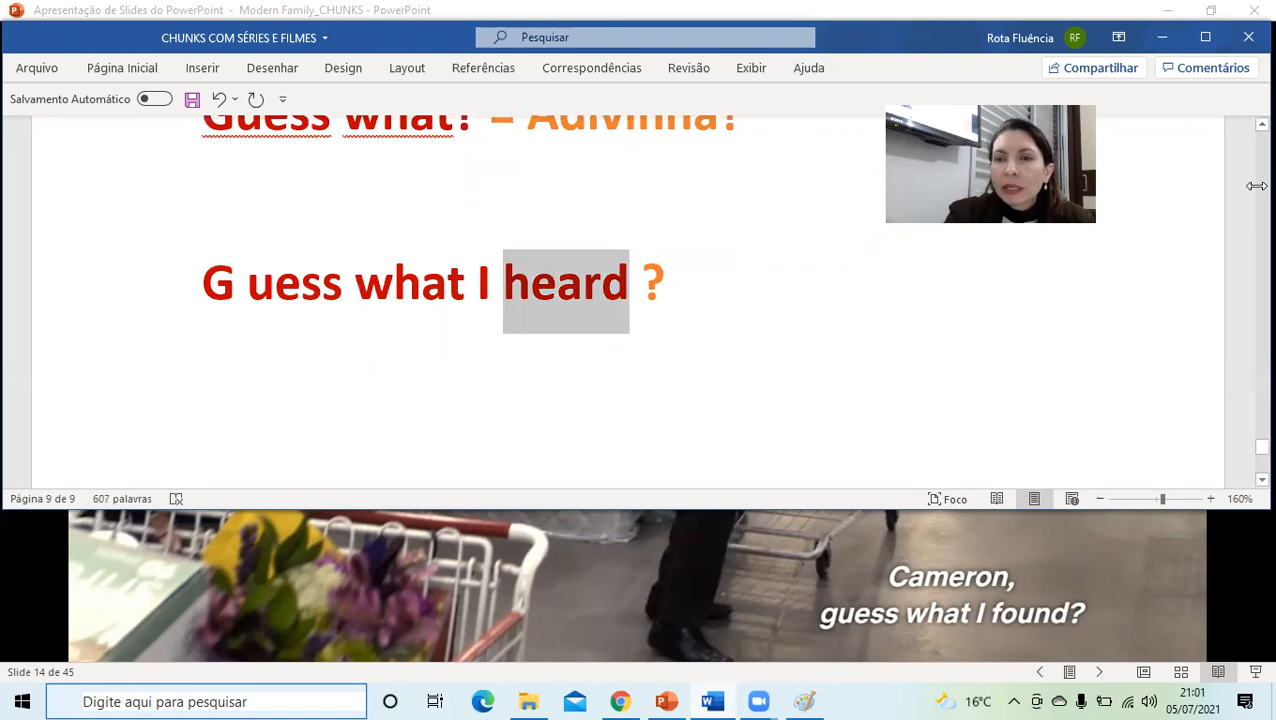 Apresentação de Slides do PowerPoint - Modern Family_CHUNKS - PowerPoint
CHUNKS COM SÉRIES E FILMES
Pesquisar
Rota Fluência RF
Arquivo Página Inicial Inserir Desenhar Design Layout Referências Correspondências Revisão Exibir Ajuda
Compartilhar Comentários
Salvamento Automático
Guess what? = Adivinha?
G uess what I heard ?
Página 9 de 9 607 palavras
Foco
160%
Cameron,
guess what I found?
Slide 14 de 45
Digite aqui para pesquisar
16°C
21:01
05/07/2021